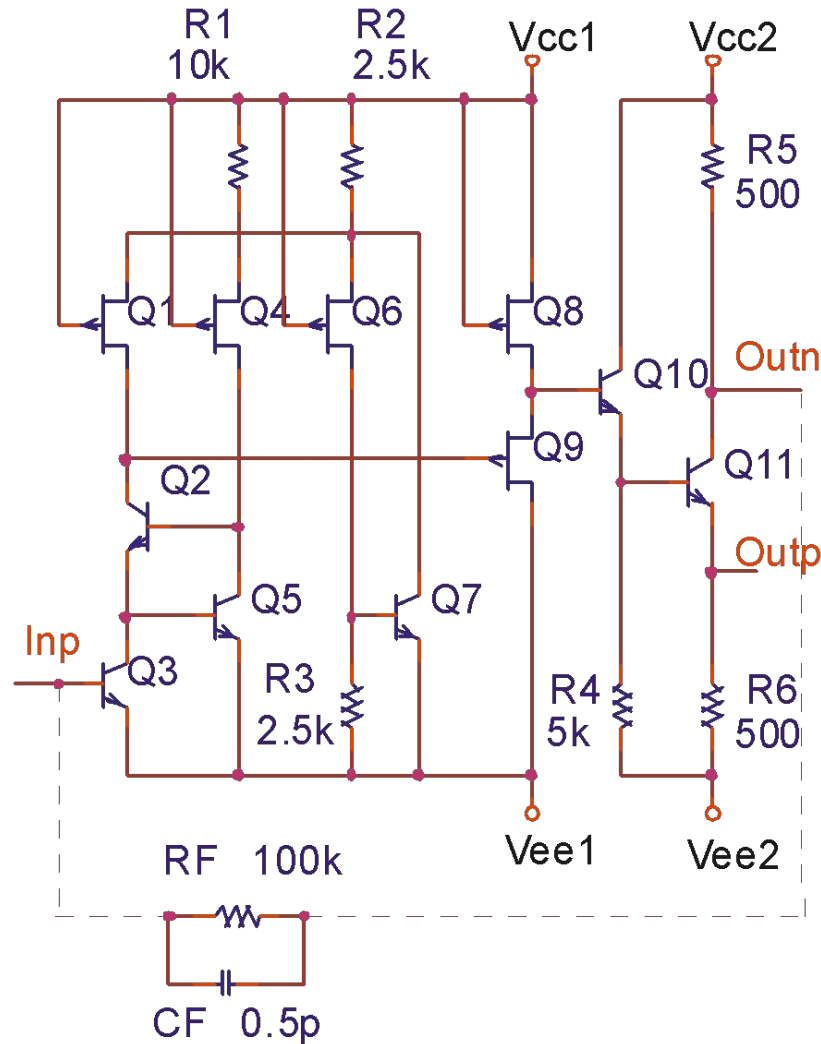 R1
10k
R2
2.5k
Vcc1
Vcc2
R5
500
Q1
Q4
Q6
Q8
Outn
Q10
Q9
Q2
Q11
Outp
Q5
Q7
Inp
Q3
R3
2.5k
R4
5k
R6
500
Vee1
Vee2
RF 100k
CF 0.5p